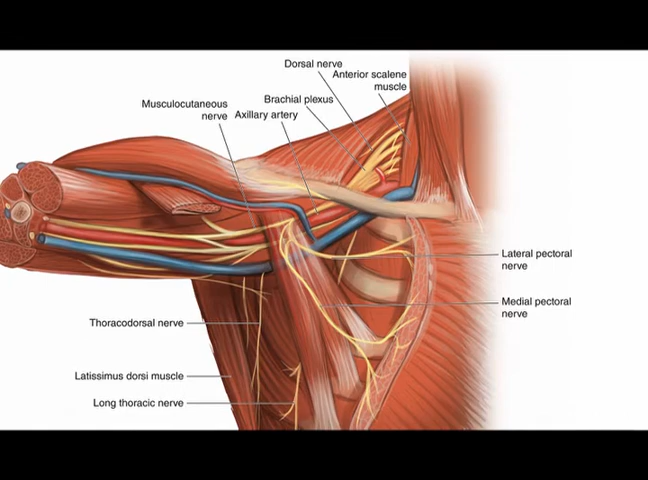 Dorsal nerve
Anterior scalene
muscle
Brachial plexus
Musculocutaneous
nerve
Axillary artery
Lateral pectoral
nerve
Medial pectoral
nerve
Thoracodorsal nerve
Latissimus dorsi muscle
Long thoracic nerve